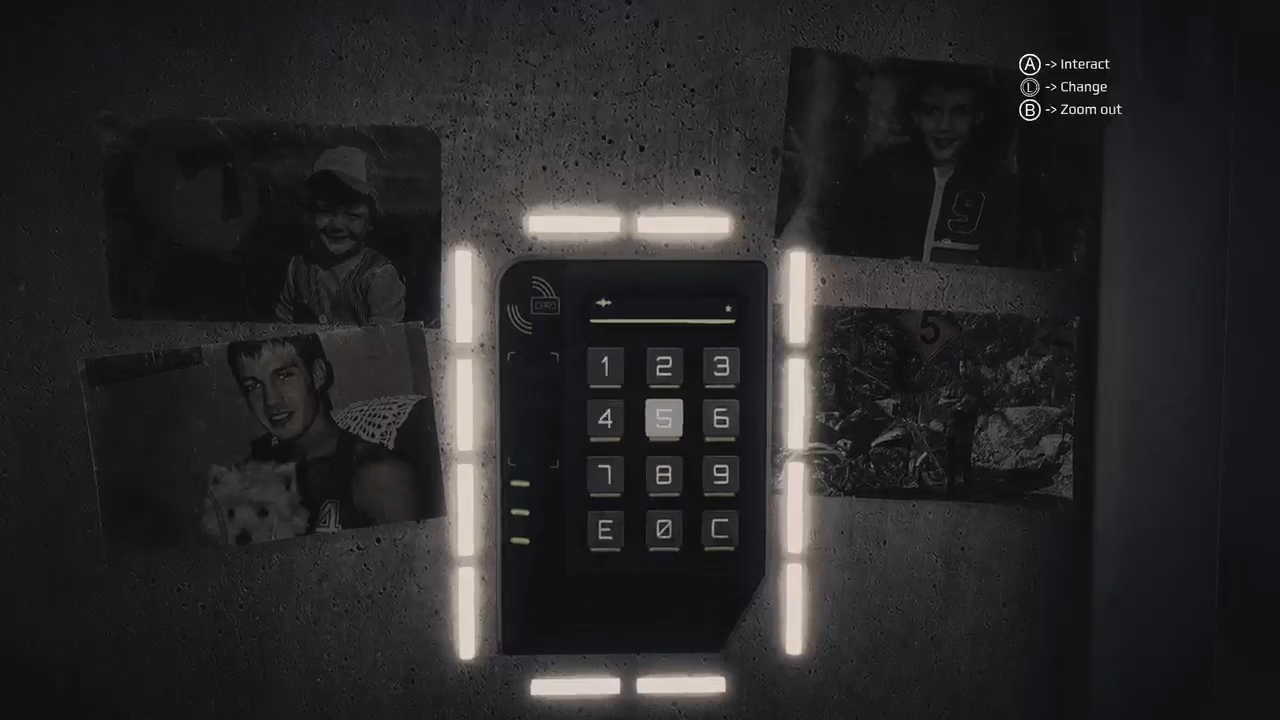 A -> Interact
L -> Change
B -> Zoom out
9
5
1 2 3
4 5 6
7 8 9
E 0 C
4